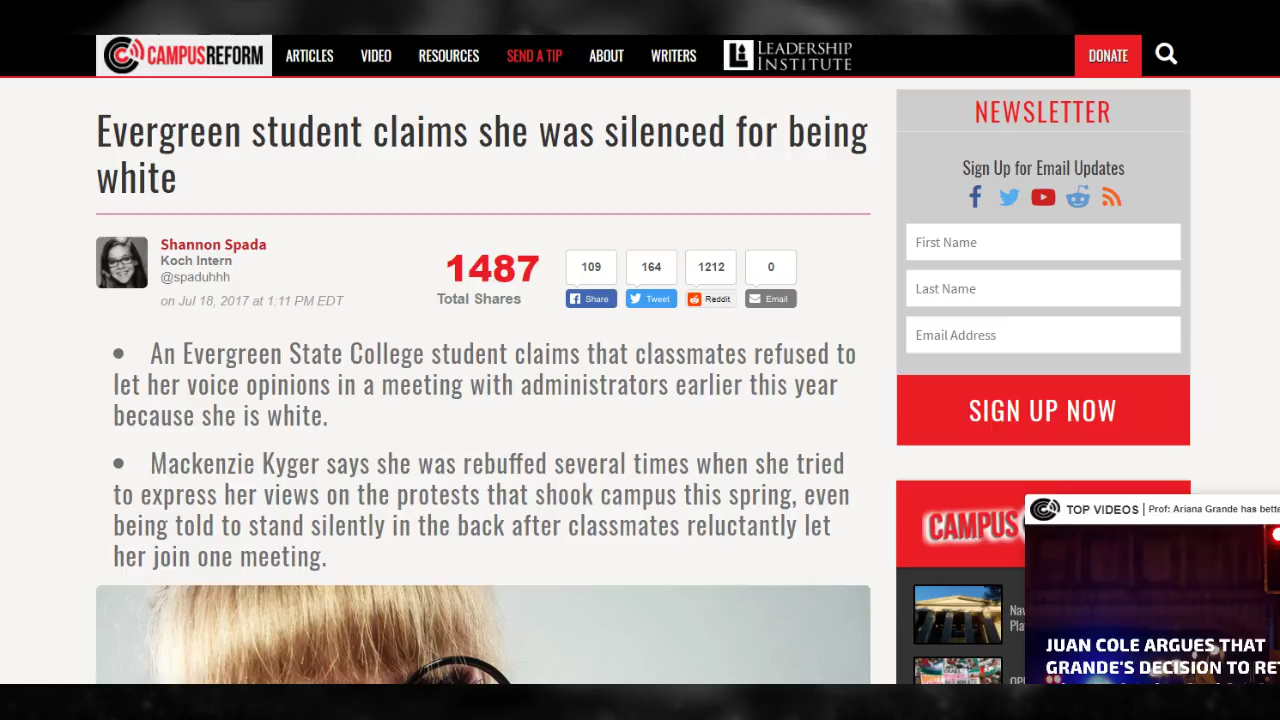 CAMPUSREFORM ARTICLES VIDEO RESOURCES SEND A TIP ABOUT WRITERS LEADERSHIP INSTITUTE DONATE
Evergreen student claims she was silenced for being
white
Shannon Spada
Koch Intern
@spaduhhh
on Jul 18, 2017 at 1:11 PM EDT
1487
Total Shares
109 164 1212 0
Share Tweet Reddit Email
An Evergreen State College student claims that classmates refused to
let her voice opinions in a meeting with administrators earlier this year
because she is white.
Mackenzie Kyger says she was rebuffed several times when she tried
to express her views on the protests that shook campus this spring, even
being told to stand silently in the back after classmates reluctantly let
her join one meeting.
NEWSLETTER
Sign Up for Email Updates
First Name
Last Name
Email Address
SIGN UP NOW
CAMPUS
TOP VIDEOS | Prof: Ariana Grande has bette
JUAN COLE ARGUES THAT
GRANDE'S DECISION TO RE